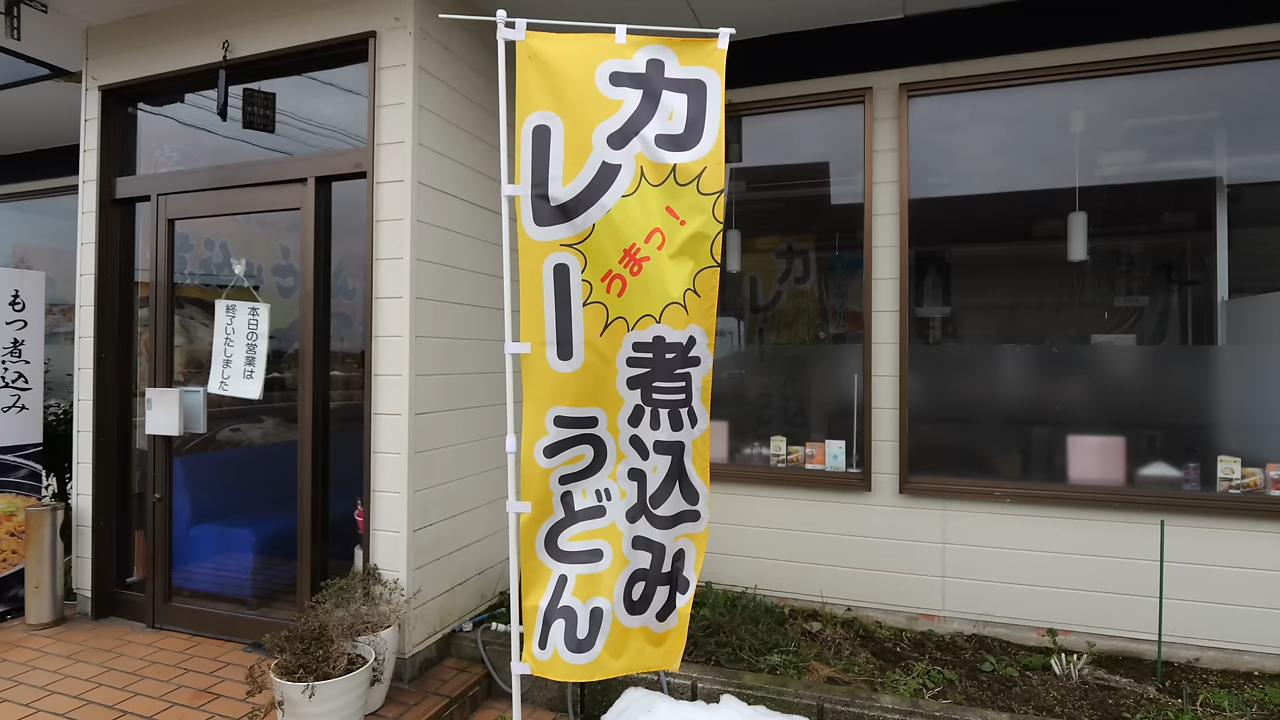 カレー
うまっ!
煮込み
うどん
本日の営業は
終了いたしました
もつ煮込み